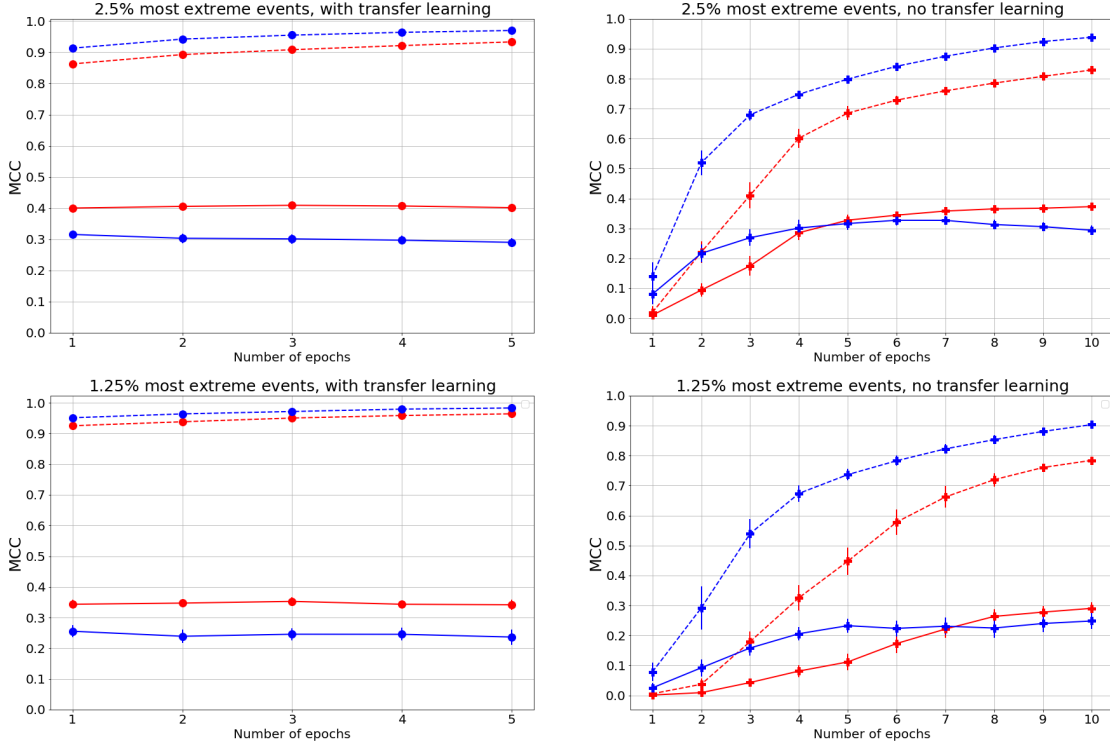 2.5% most extreme events, with transfer learning
1.0
0.9
0.8
0.7
0.6
0.5
0.4
0.3
0.2
0.1
0.0
MCC
1 2 3 4 5
Number of epochs
2.5% most extreme events, no transfer learning
1.0
0.9
0.8
0.7
0.6
0.5
0.4
0.3
0.2
0.1
0.0
MCC
1 2 3 4 5 6 7 8 9 10
Number of epochs
1.25% most extreme events, with transfer learning
1.0
0.9
0.8
0.7
0.6
0.5
0.4
0.3
0.2
0.1
0.0
MCC
1 2 3 4 5
Number of epochs
1.25% most extreme events, no transfer learning
1.0
0.9
0.8
0.7
0.6
0.5
0.4
0.3
0.2
0.1
0.0
MCC
1 2 3 4 5 6 7 8 9 10
Number of epochs